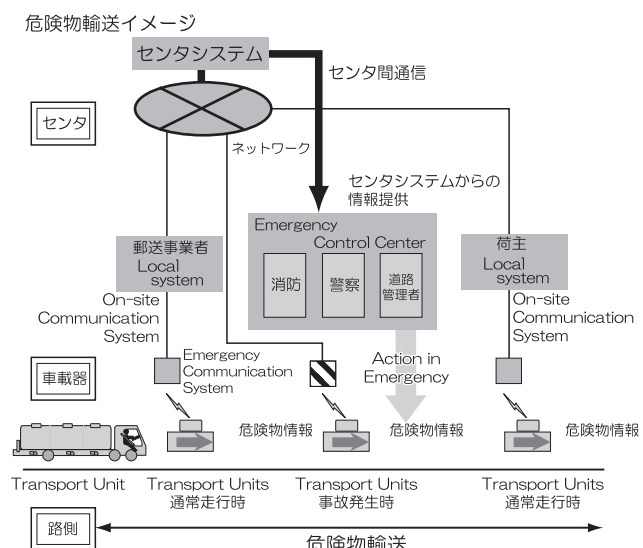 危険物輸送イメージ
センタシステム
センタ間通信
センタ
ネットワーク
センタシステムからの
情報提供
Emergency
Control Center
消防
警察
道路
管理者
郵送事業者
Local
system
荷主
Local
system
On-site
Communication
System
On-site
Communication
System
Emergency
Communication
System
Action in
Emergency
車載器
危険物情報
危険物情報
危険物情報
Transport Unit
Transport Units
通常走行時
Transport Units
事故発生時
Transport Units
通常走行時
路側
危険物輸送